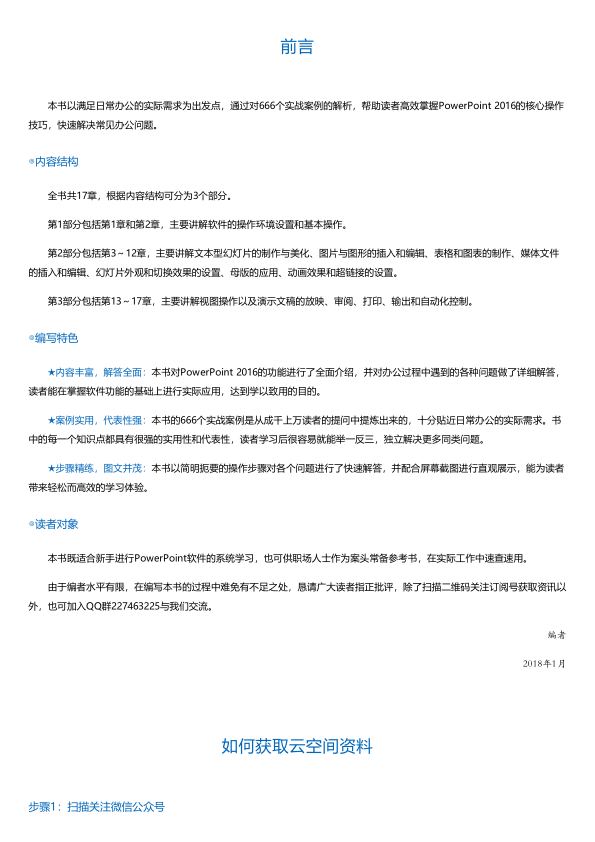 前言
本书以满足日常办公的实际需求为出发点，通过对666个实战案例的解析，帮助读者高效掌握PowerPoint 2016的核心操作
技巧，快速解决常见办公问题。
◎内容结构
全书共17章，根据内容结构可分为3个部分。
第1部分包括第1章和第2章，主要讲解软件的操作环境设置和基本操作。
第2部分包括第3～12章，主要讲解文本型幻灯片的制作与美化、图片与图形的插入和编辑、表格和图表的制作、媒体文件
的插入和编辑、幻灯片外观和切换效果的设置、母版的应用、动画效果和超链接的设置。
第3部分包括第13～17章，主要讲解视图操作以及演示文稿的放映、审阅、打印、输出和自动化控制。
◎编写特色
★内容丰富，解答全面：本书对PowerPoint 2016的功能进行了全面介绍，并对办公过程中遇到的各种问题做了详细解答，
读者能在掌握软件功能的基础上进行实际应用，达到学以致用的目的。
★案例实用，代表性强：本书的666个实战案例是从成千上万读者的提问中提炼出来的，十分贴近日常办公的实际需求。书
中的每一个知识点都具有很强的实用性和代表性，读者学习后很容易就能举一反三，独立解决更多同类问题。
★步骤精练，图文并茂：本书以简明扼要的操作步骤对各个问题进行了快速解答，并配合屏幕截图进行直观展示，能为读者
带来轻松而高效的学习体验。
◎读者对象
本书既适合新手进行PowerPoint软件的系统学习，也可供职场人士作为案头常备参考书，在实际工作中速查速用。
由于编者水平有限，在编写本书的过程中难免有不足之处，恳请广大读者指正批评，除了扫描二维码关注订阅号获取资讯以
外，也可加入QQ群227463225与我们交流。
编者
2018年1月
如何获取云空间资料
步骤1：扫描关注微信公众号